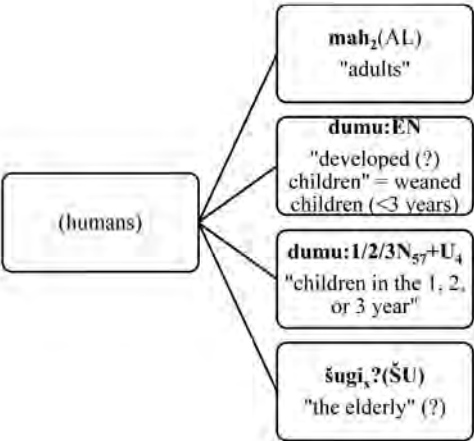 (humans)
mah₂(AL)
"adults"
dumu:EN
"developed (?)
children" = weaned
children (<3 years)
dumu:1/2/3N₅₇+U₄
"children in the 1, 2,
or 3 year"
šugiₓ?(ŠU)
"the elderly" (?)